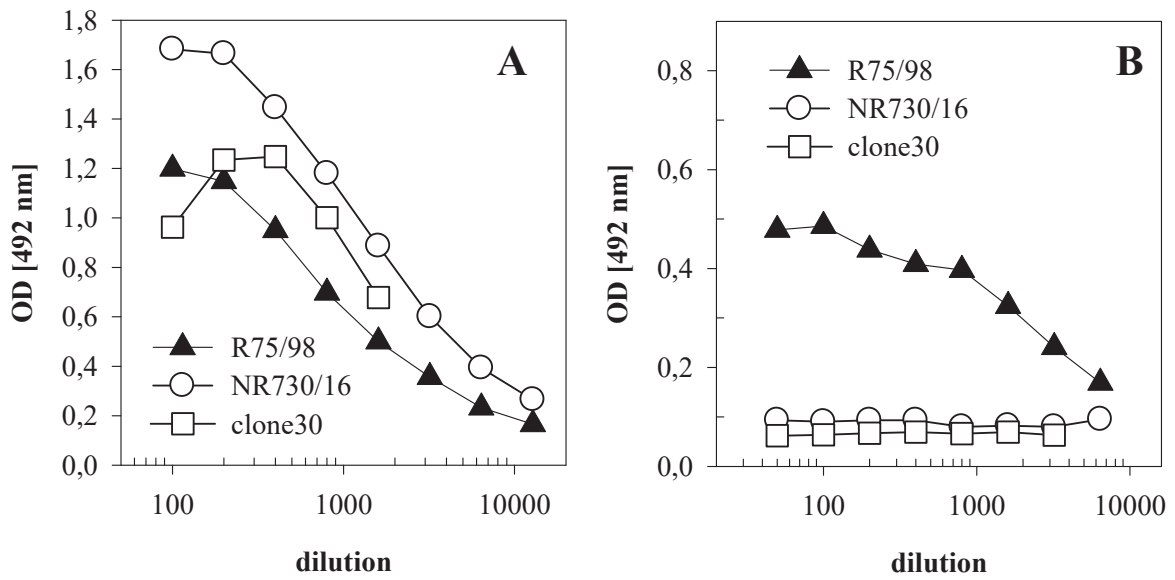 A
OD [492 nm]
1,8
1,6
1,4
1,2
1,0
0,8
0,6
0,4
0,2
0,0
R75/98
NR730/16
clone30
100
1000
10000
dilution
B
OD [492 nm]
0,8
0,6
0,4
0,2
0,0
R75/98
NR730/16
clone30
100
1000
10000
dilution